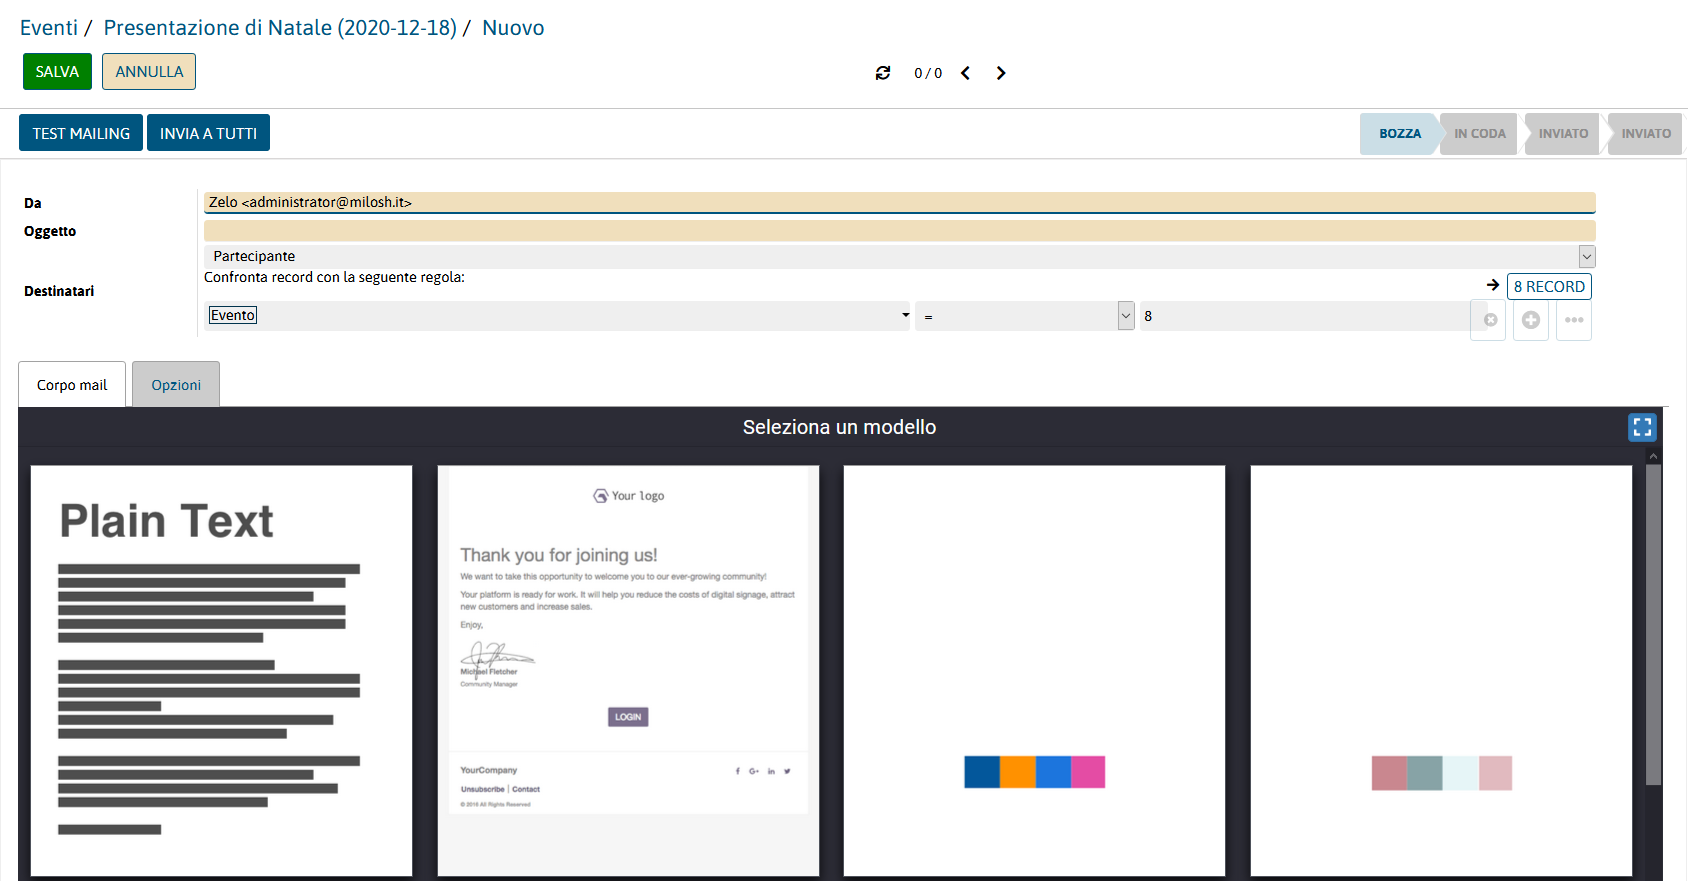 Eventi / Presentazione di Natale (2020-12-18) / Nuovo
SALVA ANNULLA 0 / 0
TEST MAILING INVIA A TUTTI BOZZA IN CODA INVIATO INVIATO
Da Zelo <administrator@milosh.it>
Oggetto
Partecipante
Confronta record con la seguente regola:
Destinatari 8 RECORD
Evento = 8
Corpo mail Opzioni
Seleziona un modello
Plain Text
Your logo
Thank you for joining us!
We want to take this opportunity to welcome you to our ever-growing community!
Your platform is ready for work. It will help you reduce the costs of digital signage, attract
new customers and increase sales.
Enjoy,
Michael Fletcher
Community Manager
LOGIN
YourCompany
Unsubscribe | Contact
© 2016 All Rights Reserved